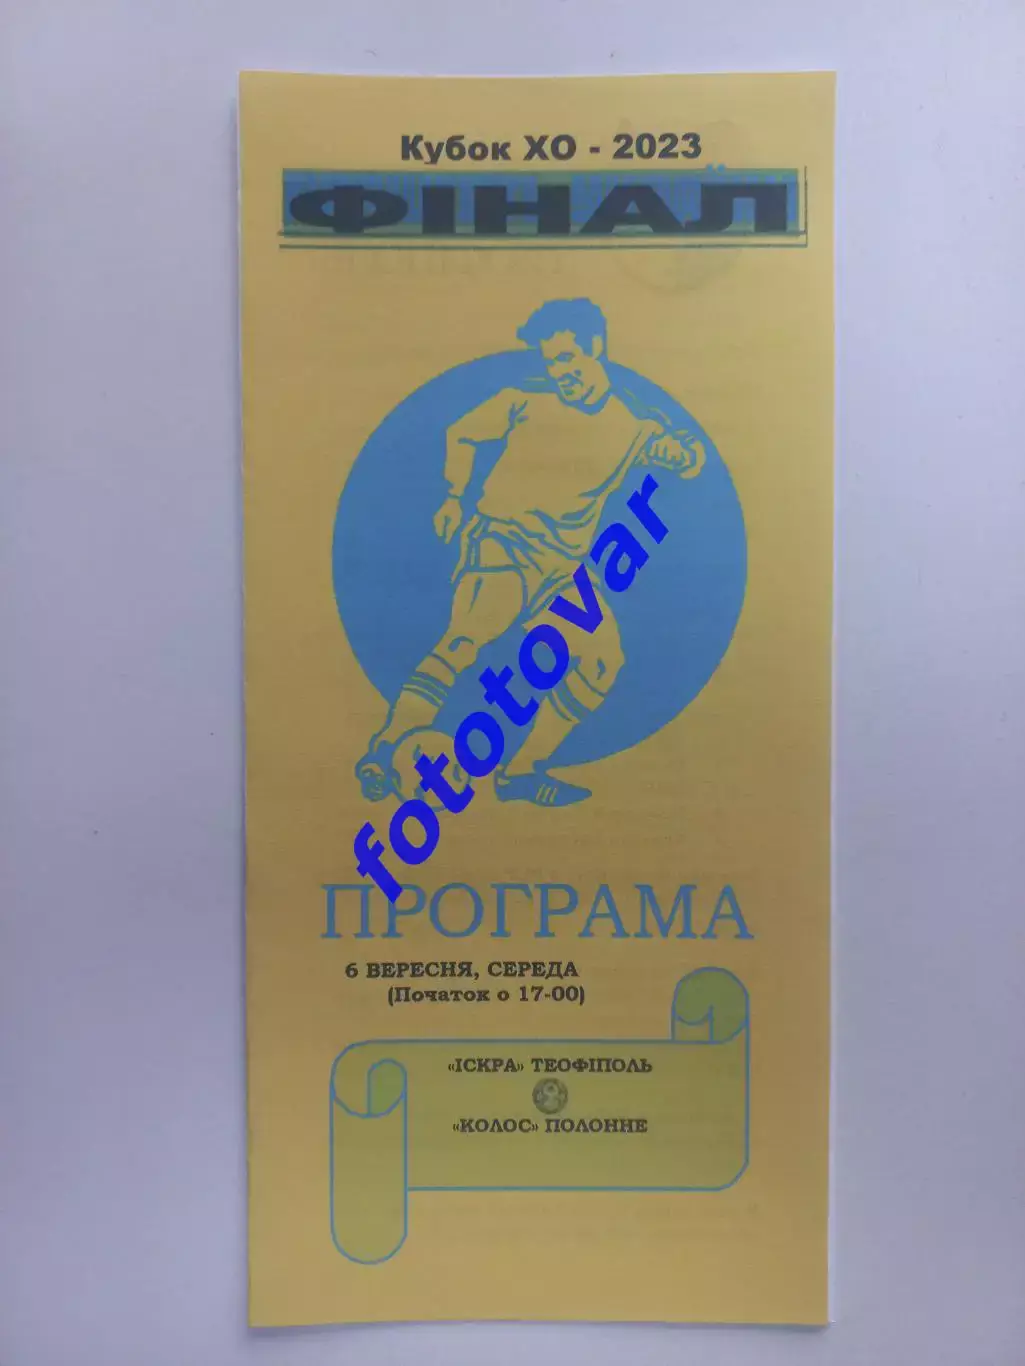 Кубок ХО - 2023
ФІНАЛ
fototovar
ПРОГРАМА
6 ВЕРЕСНЯ, СЕРЕДА
(Початок о 17-00)
«ІСКРА» ТЕОФІПОЛЬ
«КОЛОС» ПОЛОННЕ